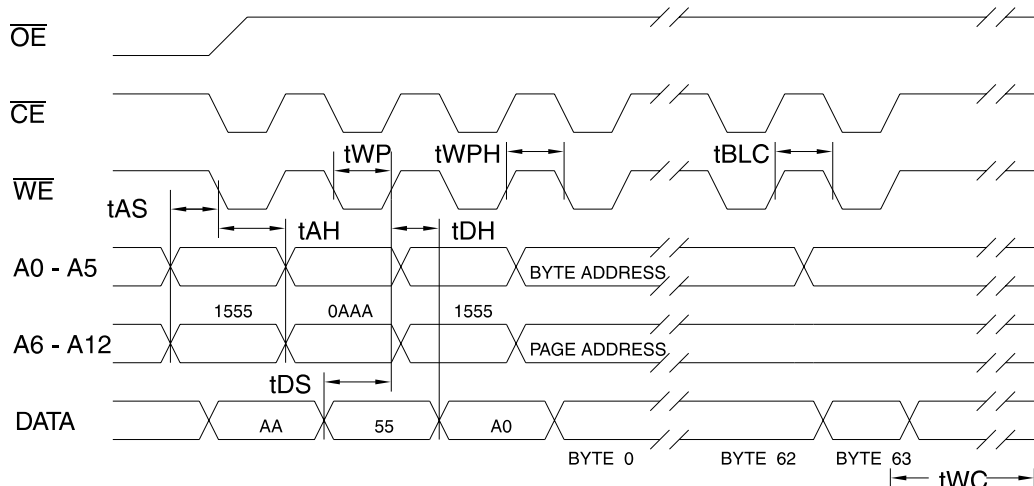 OE
CE
tWP tWPH tBLC
WE
tAS
tAH tDH
A0 - A5 BYTE ADDRESS
1555 0AAA 1555
A6 - A12 PAGE ADDRESS
tDS
DATA AA 55 A0
BYTE 0 BYTE 62 BYTE 63
tWC